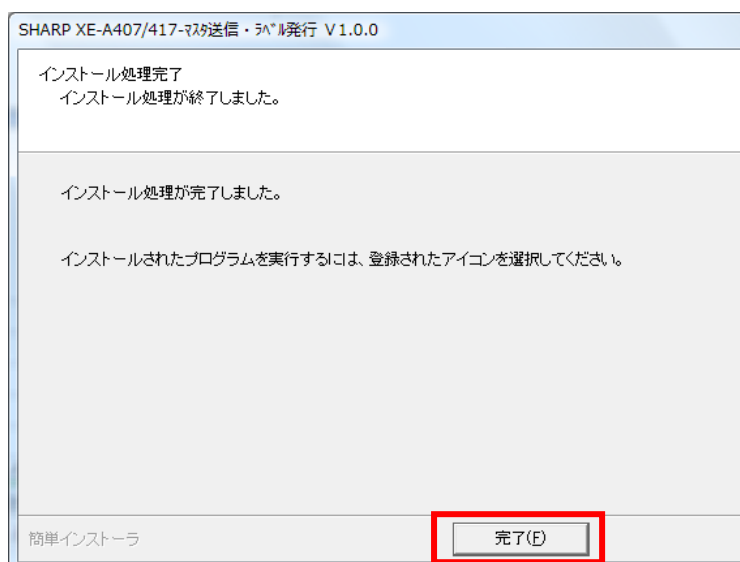 SHARP XE-A407/417-ﾏｽﾀ送信・ﾗﾍﾞﾙ発行 Ｖ1.0.0
インストール処理完了
インストール処理が終了しました。
インストール処理が完了しました。
インストールされたプログラムを実行するには、登録されたアイコンを選択してください。
簡単インストーラ
完了(F)